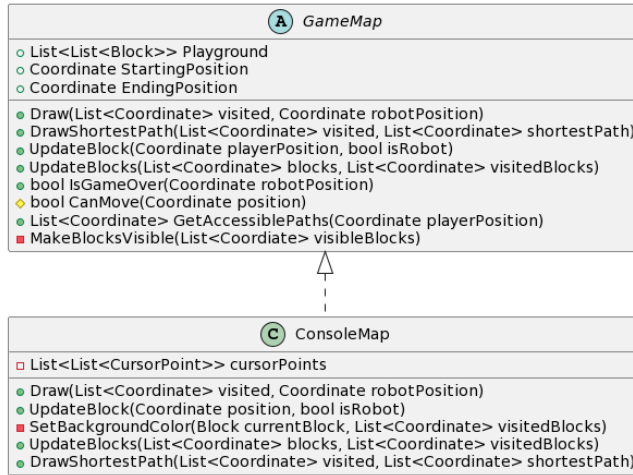 A GameMap
List<List<Block>> Playground
Coordinate StartingPosition
Coordinate EndingPosition
Draw(List<Coordinate> visited, Coordinate robotPosition)
DrawShortestPath(List<Coordinate> visited, List<Coordinate> shortestPath)
UpdateBlock(Coordinate playerPosition, bool isRobot)
UpdateBlocks(List<Coordinate> blocks, List<Coordinate> visitedBlocks)
bool IsGameOver(Coordinate robotPosition)
bool CanMove(Coordinate position)
List<Coordinate> GetAccessiblePaths(Coordinate playerPosition)
MakeBlocksVisible(List<Coordiate> visibleBlocks)
C ConsoleMap
List<List<CursorPoint>> cursorPoints
Draw(List<Coordinate> visited, Coordinate robotPosition)
UpdateBlock(Coordinate position, bool isRobot)
SetBackgroundColor(Block currentBlock, List<Coordinate> visitedBlocks)
UpdateBlocks(List<Coordinate> blocks, List<Coordinate> visitedBlocks)
DrawShortestPath(List<Coordinate> visited, List<Coordinate> shortestPath)